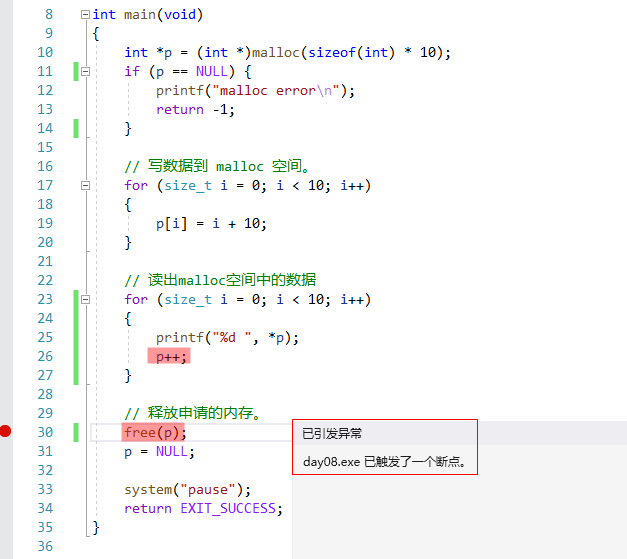 8 int main(void)
9 {
10 int *p = (int *)malloc(sizeof(int) * 10);
11 if (p == NULL) {
12 printf("malloc error\n");
13 return -1;
14 }
15
16 // 写数据到 malloc 空间。
17 for (size_t i = 0; i < 10; i++)
18 {
19 p[i] = i + 10;
20 }
21
22 // 读出malloc空间中的数据
23 for (size_t i = 0; i < 10; i++)
24 {
25 printf("%d ", *p);
26 p++;
27 }
28
29 // 释放申请的内存。
30 free(p);
已引发异常
31 p = NULL;
day08.exe 已触发了一个断点。
32
33 system("pause");
34 return EXIT_SUCCESS;
35 }
36